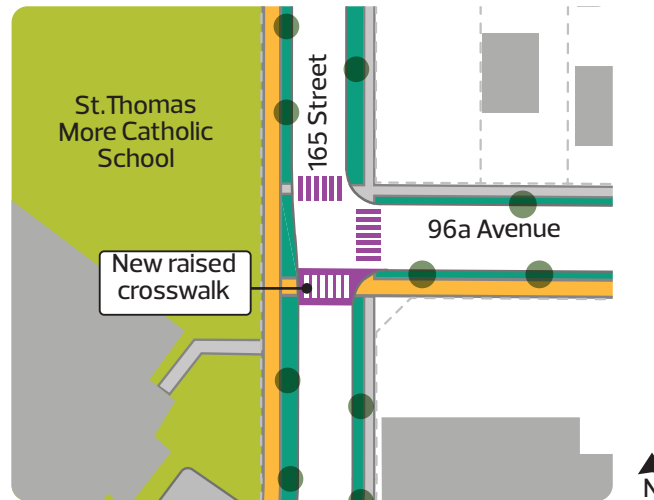 St.Thomas
More Catholic
School
165 Street
96a Avenue
New raised
crosswalk
N